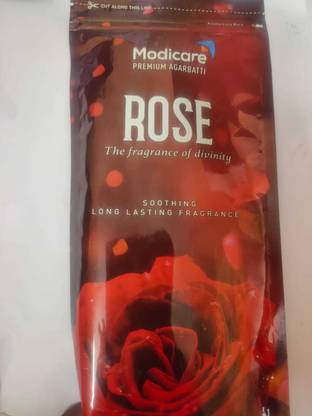 CUT ALONG THIS LINE
Modicare
PREMIUM AGARBATTI
ROSE
The fragrance of divinity
SOOTHING
LONG LASTING FRAGRANCE